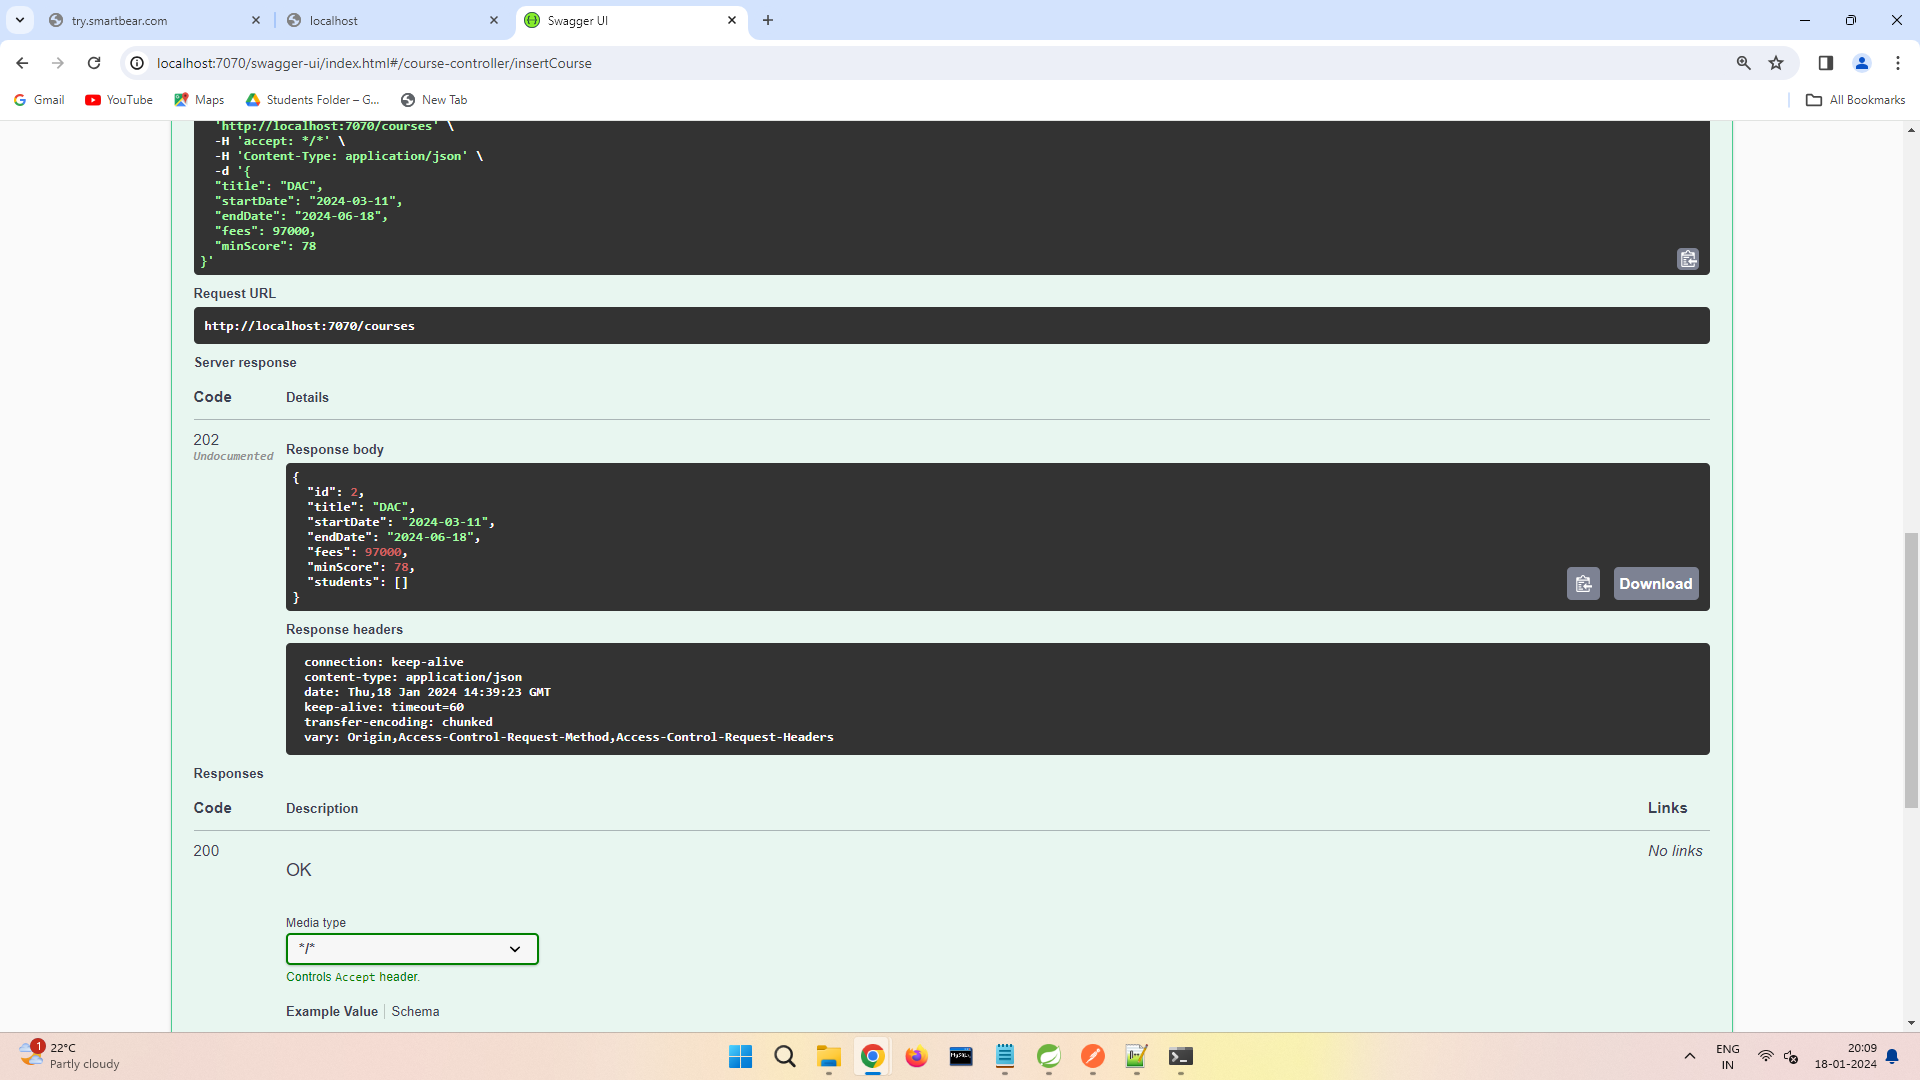 try.smartbear.com
localhost
Swagger UI
localhost:7070/swagger-ui/index.html#/course-controller/insertCourse
Gmail
YouTube
Maps
Students Folder – G...
New Tab
All Bookmarks
'http://localhost:7070/courses' \
-H 'accept: */*' \
-H 'Content-Type: application/json' \
-d '{
"title": "DAC",
"startDate": "2024-03-11",
"endDate": "2024-06-18",
"fees": 97000,
"minScore": 78
}'
Request URL
http://localhost:7070/courses
Server response
Code Details
202
Undocumented
Response body
{
"id": 2,
"title": "DAC",
"startDate": "2024-03-11",
"endDate": "2024-06-18",
"fees": 97000,
"minScore": 78,
"students": []
}
Download
Response headers
connection: keep-alive
content-type: application/json
date: Thu,18 Jan 2024 14:39:23 GMT
keep-alive: timeout=60
transfer-encoding: chunked
vary: Origin,Access-Control-Request-Method,Access-Control-Request-Headers
Responses
Code Description Links
200 No links
OK
Media type
*/*
Controls Accept header.
Example Value Schema
1
22°C
Partly cloudy
MySQL
ENG
IN
20:09
18-01-2024